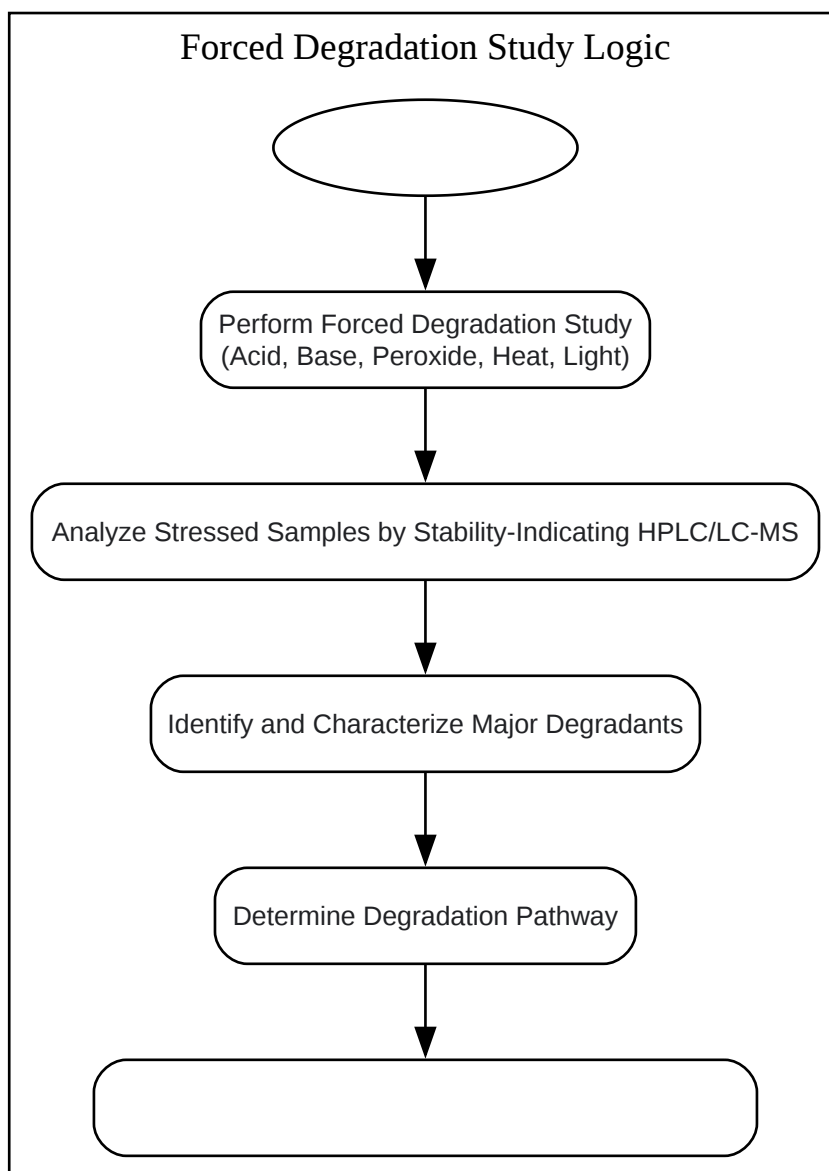 Forced Degradation Study Logic
Perform Forced Degradation Study
(Acid, Base, Peroxide, Heat, Light)
Analyze Stressed Samples by Stability-Indicating HPLC/LC-MS
Identify and Characterize Major Degradants
Determine Degradation Pathway